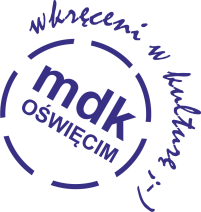 wkręceni w kulturę ;-)
mdk
OŚWIĘCIM